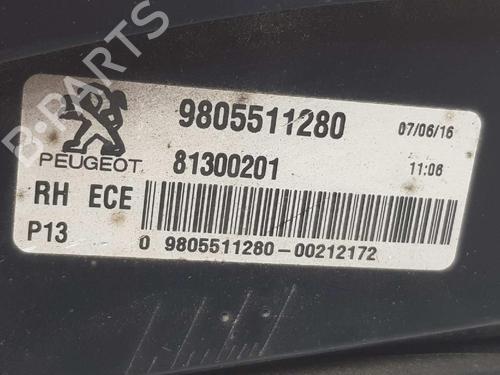 9805511280
07/06/16
PEUGEOT
81300201
11:06
RH ECE
P13
0 9805511280-00212172
B-PARTS